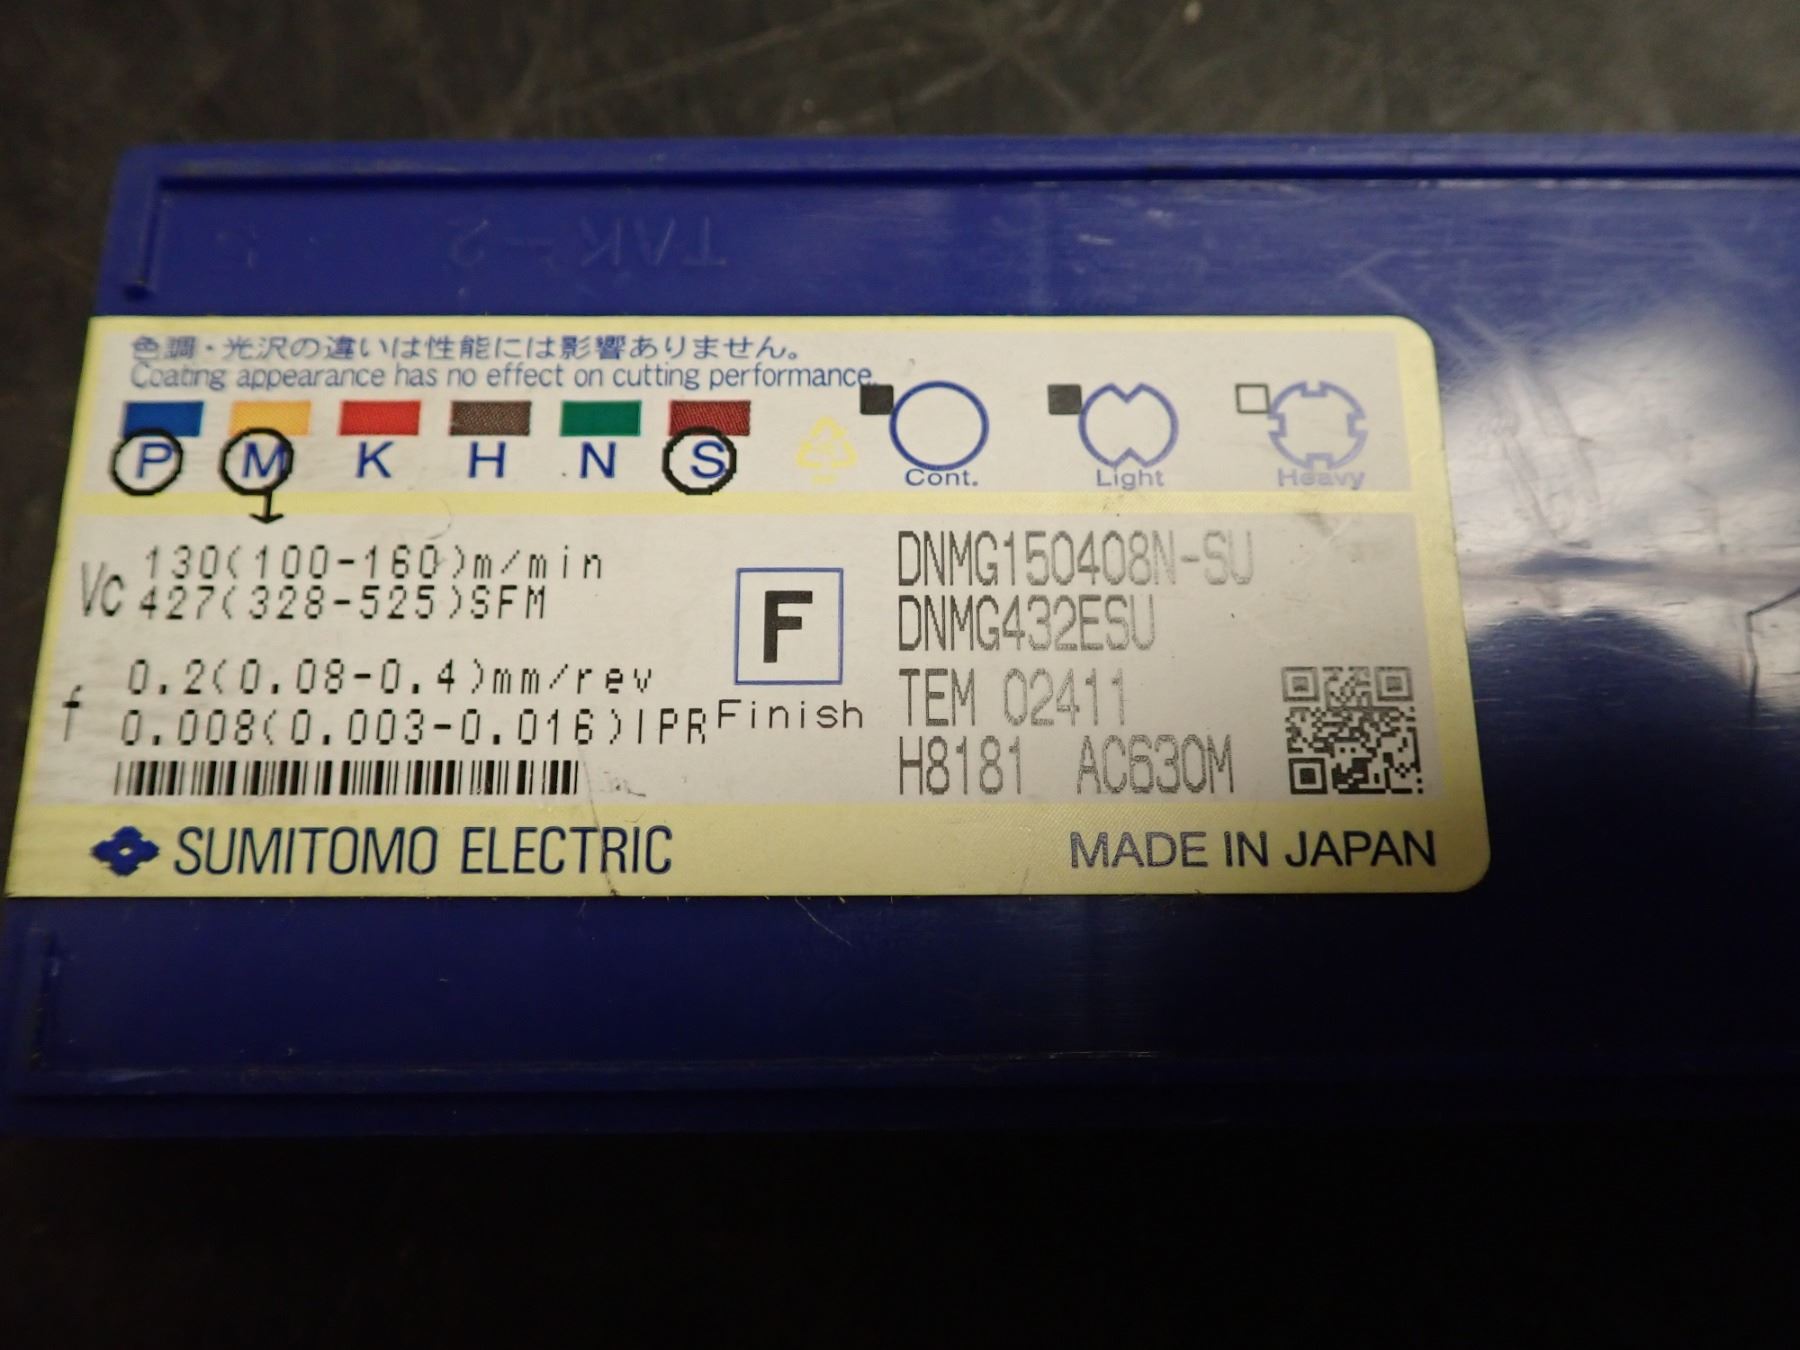 TAK-2
色調・光沢の違いは性能には影響ありません。
Coating appearance has no effect on cutting performance.
P M K H N S
Cont. Light Heavy
Vc 130(100-160)m/min
427(328-525)SFM
f 0.2(0.08-0.4)mm/rev
0.008(0.003-0.016)IPR
F
Finish
DNMG150408N-SU
DNMG432ESU
TEM 02411
H8181 AC630M
SUMITOMO ELECTRIC
MADE IN JAPAN